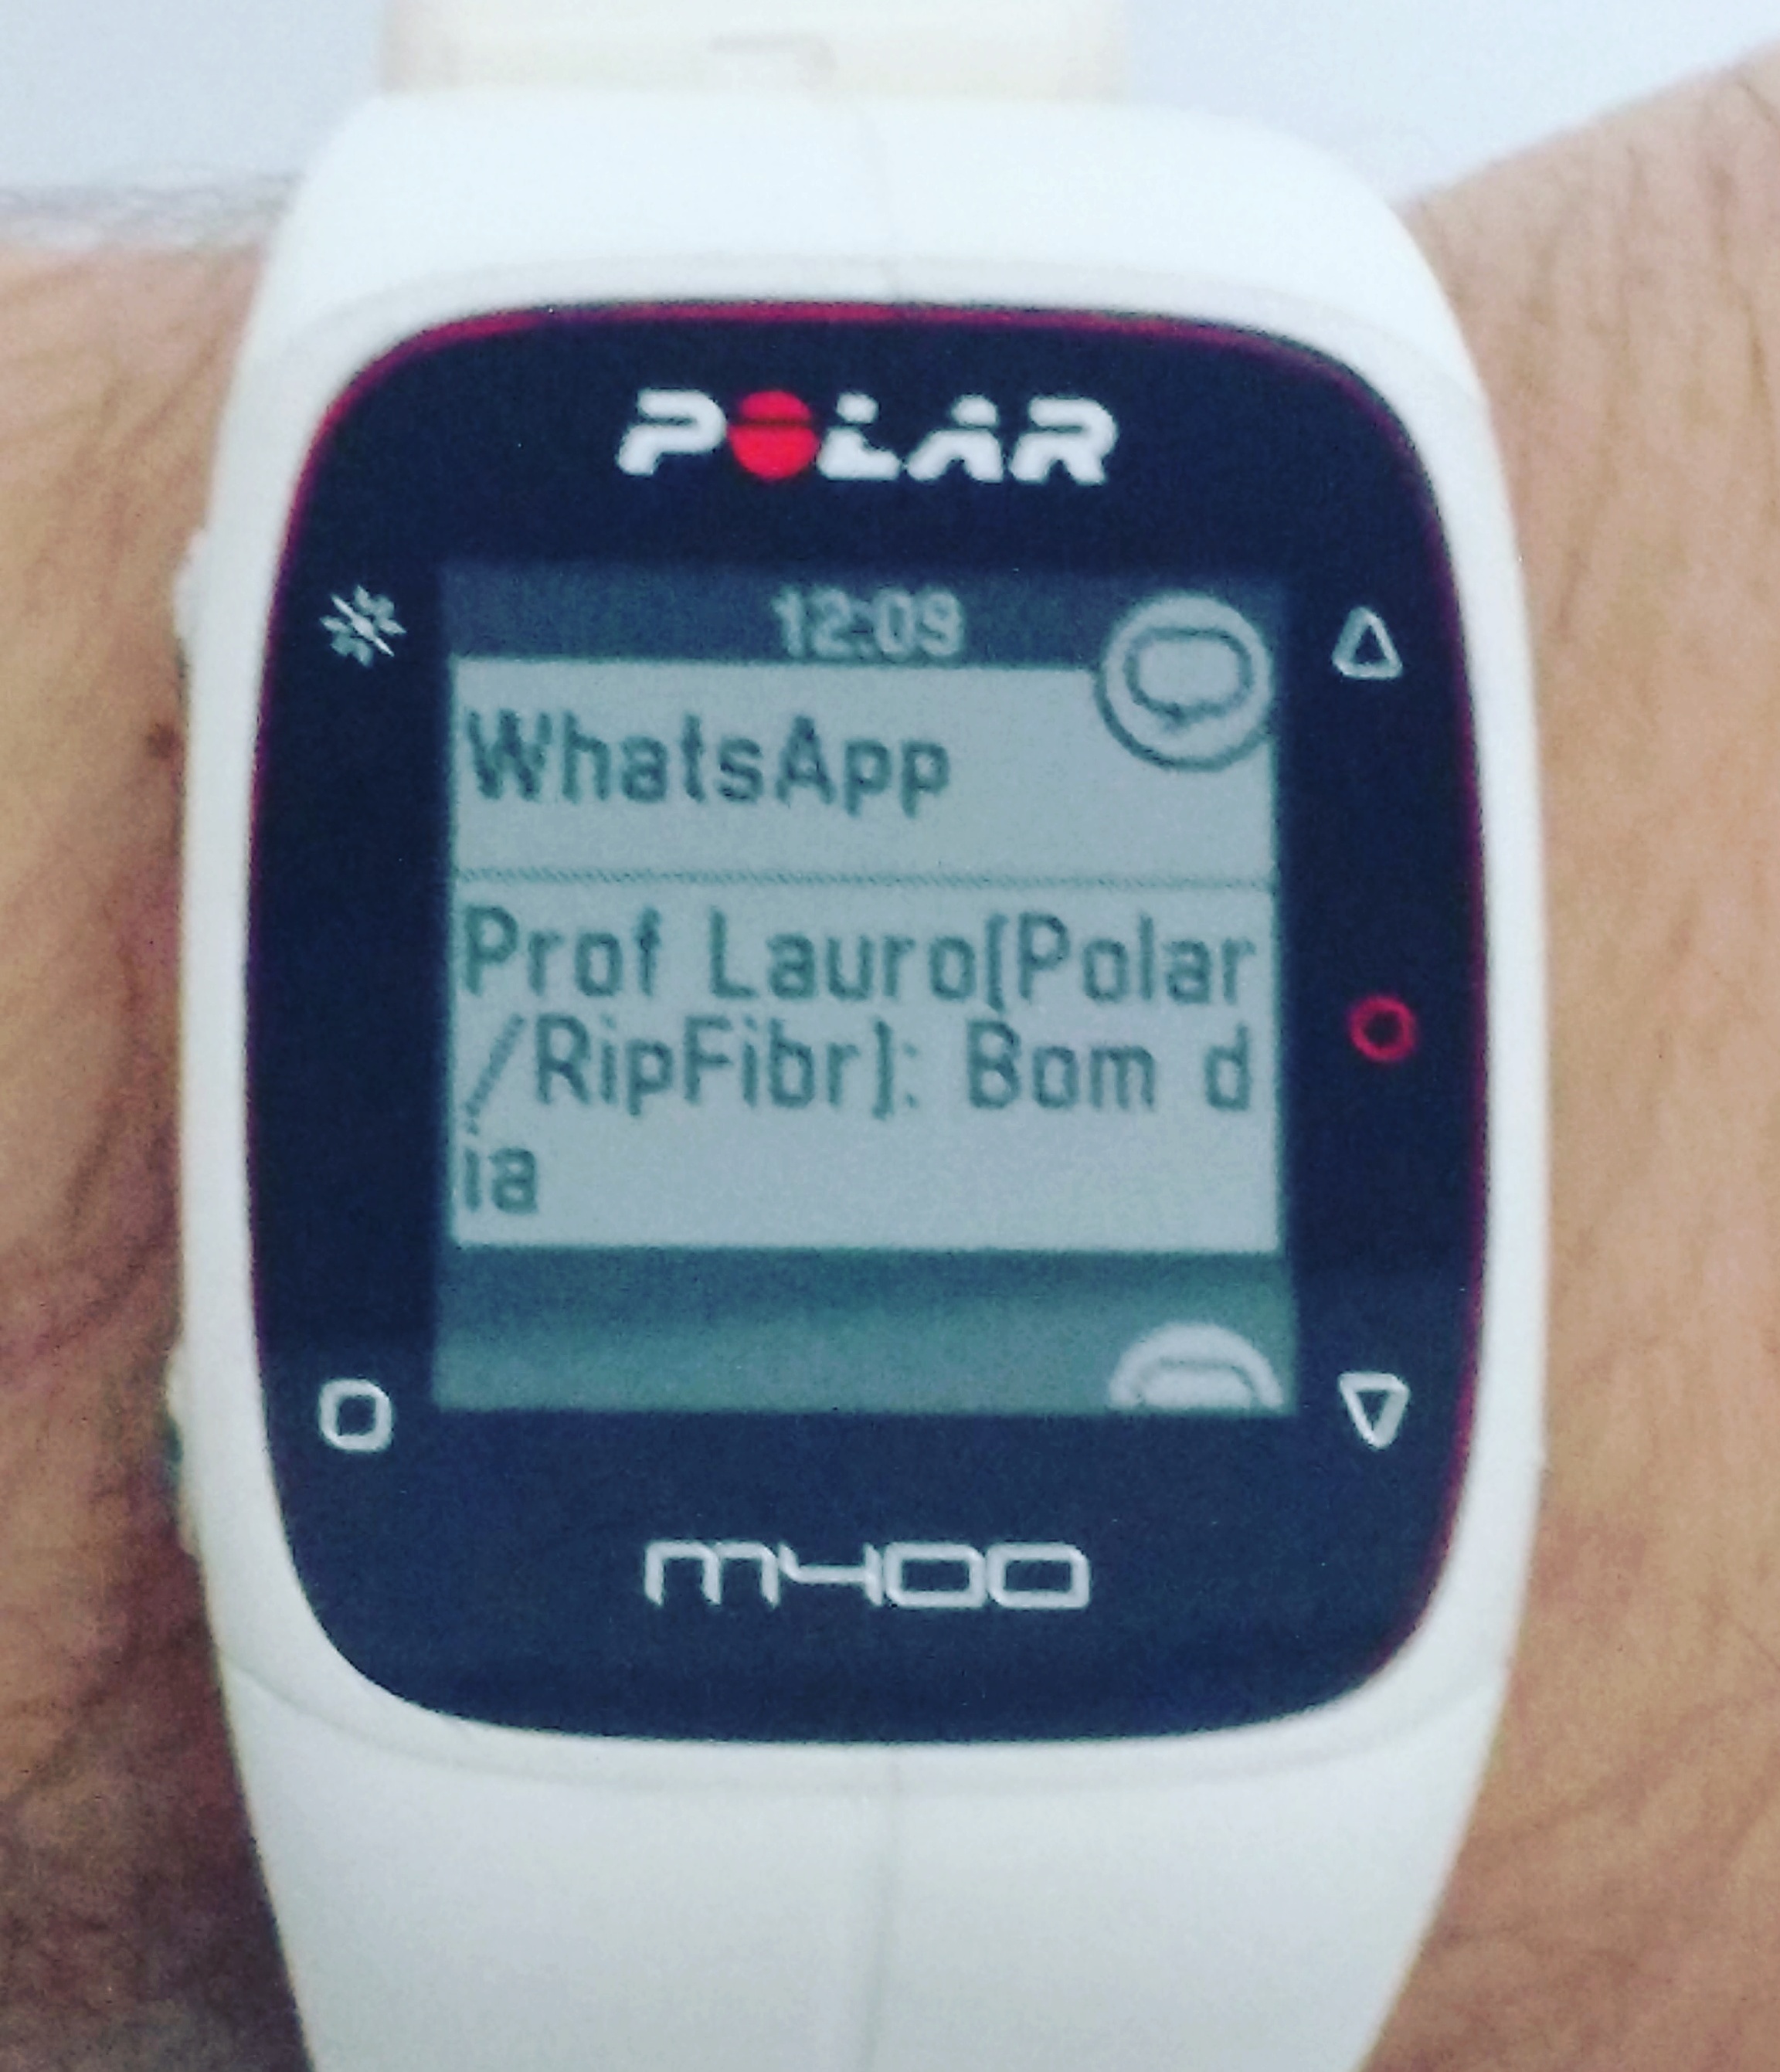 POLAR
12:09
WhatsApp
Prof Lauro(Polar
/RipFibr): Bom d
ia
M400